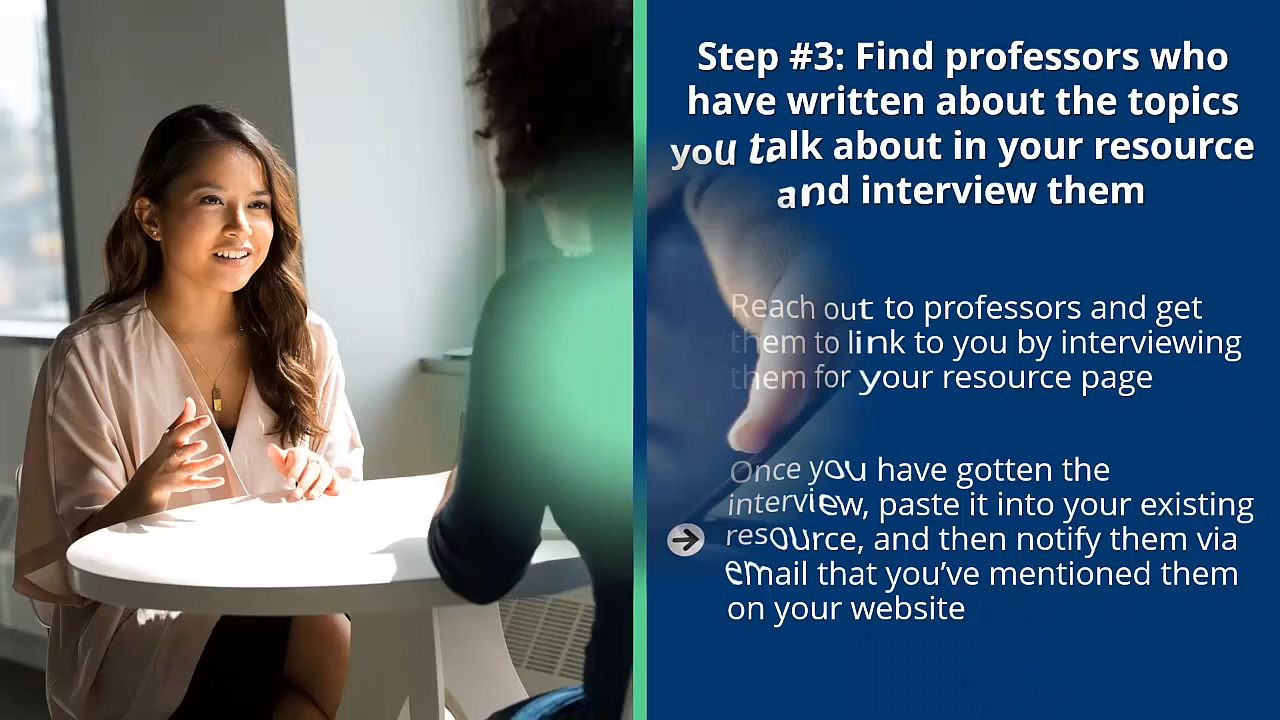 Step #3: Find professors who
have written about the topics
you talk about in your resource
and interview them
Reach out to professors and get
them to link to you by interviewing
them for your resource page
Once you have gotten the
interview, paste it into your existing
resource, and then notify them via
email that you’ve mentioned them
on your website